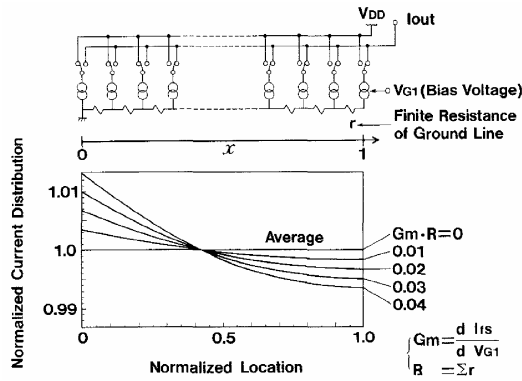 VDD
Iout
VG1 (Bias Voltage)
r
Finite Resistance
of Ground Line
0
x
1
Normalized Current Distribution
1.01
1.0
0.99
Average
Gm·R=0
0.01
0.02
0.03
0.04
0
0.5
1.0
Normalized Location
Gm= d I1s / d VG1
R =Σr